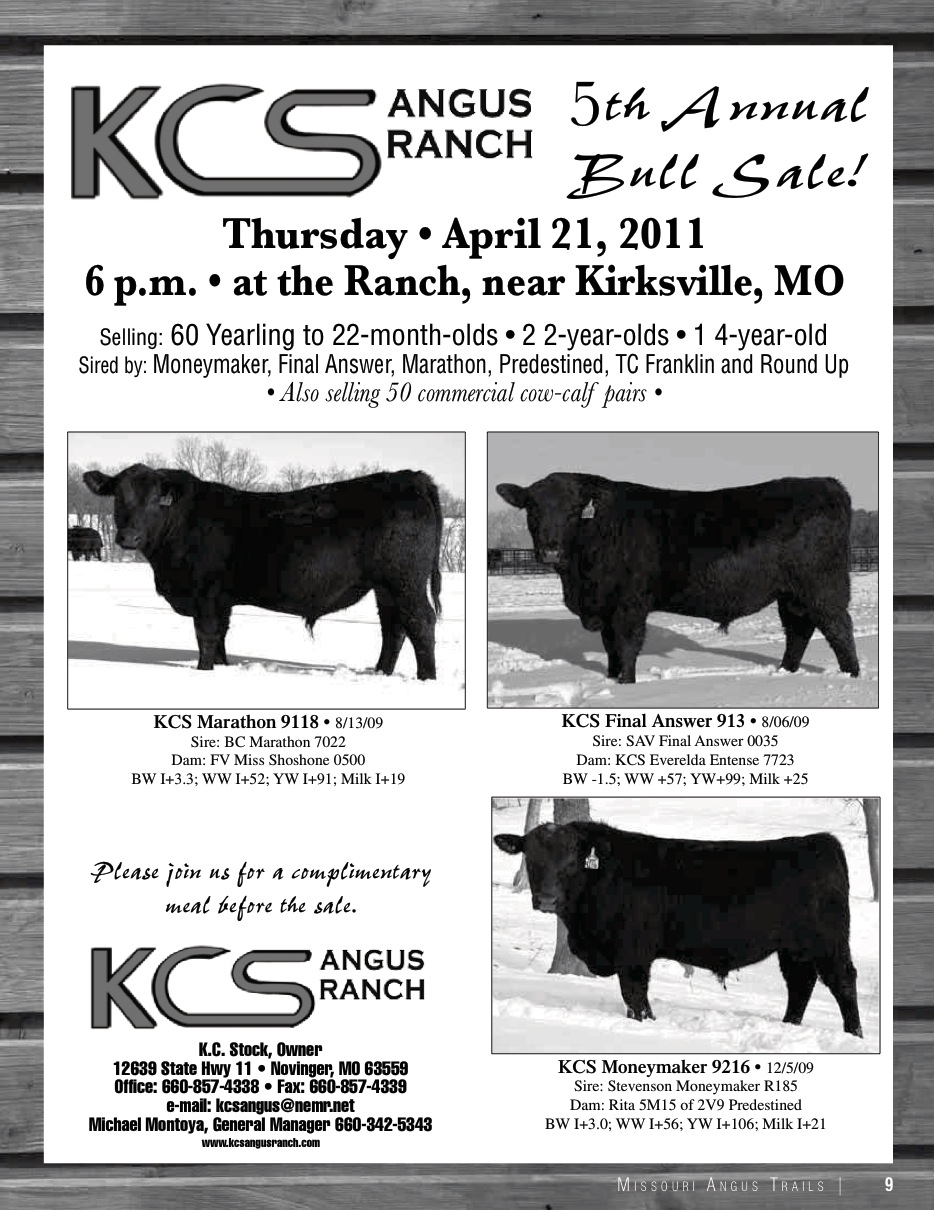 KCS ANGUS RANCH
5th Annual
Bull Sale!
Thursday • April 21, 2011
6 p.m. • at the Ranch, near Kirksville, MO
Selling: 60 Yearling to 22-month-olds • 2 2-year-olds • 1 4-year-old
Sired by: Moneymaker, Final Answer, Marathon, Predestined, TC Franklin and Round Up
• Also selling 50 commercial cow-calf pairs •
KCS Marathon 9118 • 8/13/09
Sire: BC Marathon 7022
Dam: FV Miss Shoshone 0500
BW I+3.3; WW I+52; YW I+91; Milk I+19
KCS Final Answer 913 • 8/06/09
Sire: SAV Final Answer 0035
Dam: KCS Everelda Entense 7723
BW -1.5; WW +57; YW+99; Milk +25
Please join us for a complimentary
meal before the sale.
KCS ANGUS RANCH
K.C. Stock, Owner
12639 State Hwy 11 • Novinger, MO 63559
Office: 660-857-4338 • Fax: 660-857-4339
e-mail: kcsangus@nemr.net
Michael Montoya, General Manager 660-342-5343
www.kcsangusranch.com
KCS Moneymaker 9216 • 12/5/09
Sire: Stevenson Moneymaker R185
Dam: Rita 5M15 of 2V9 Predestined
BW I+3.0; WW I+56; YW I+106; Milk I+21
MISSOURI ANGUS TRAILS | 9